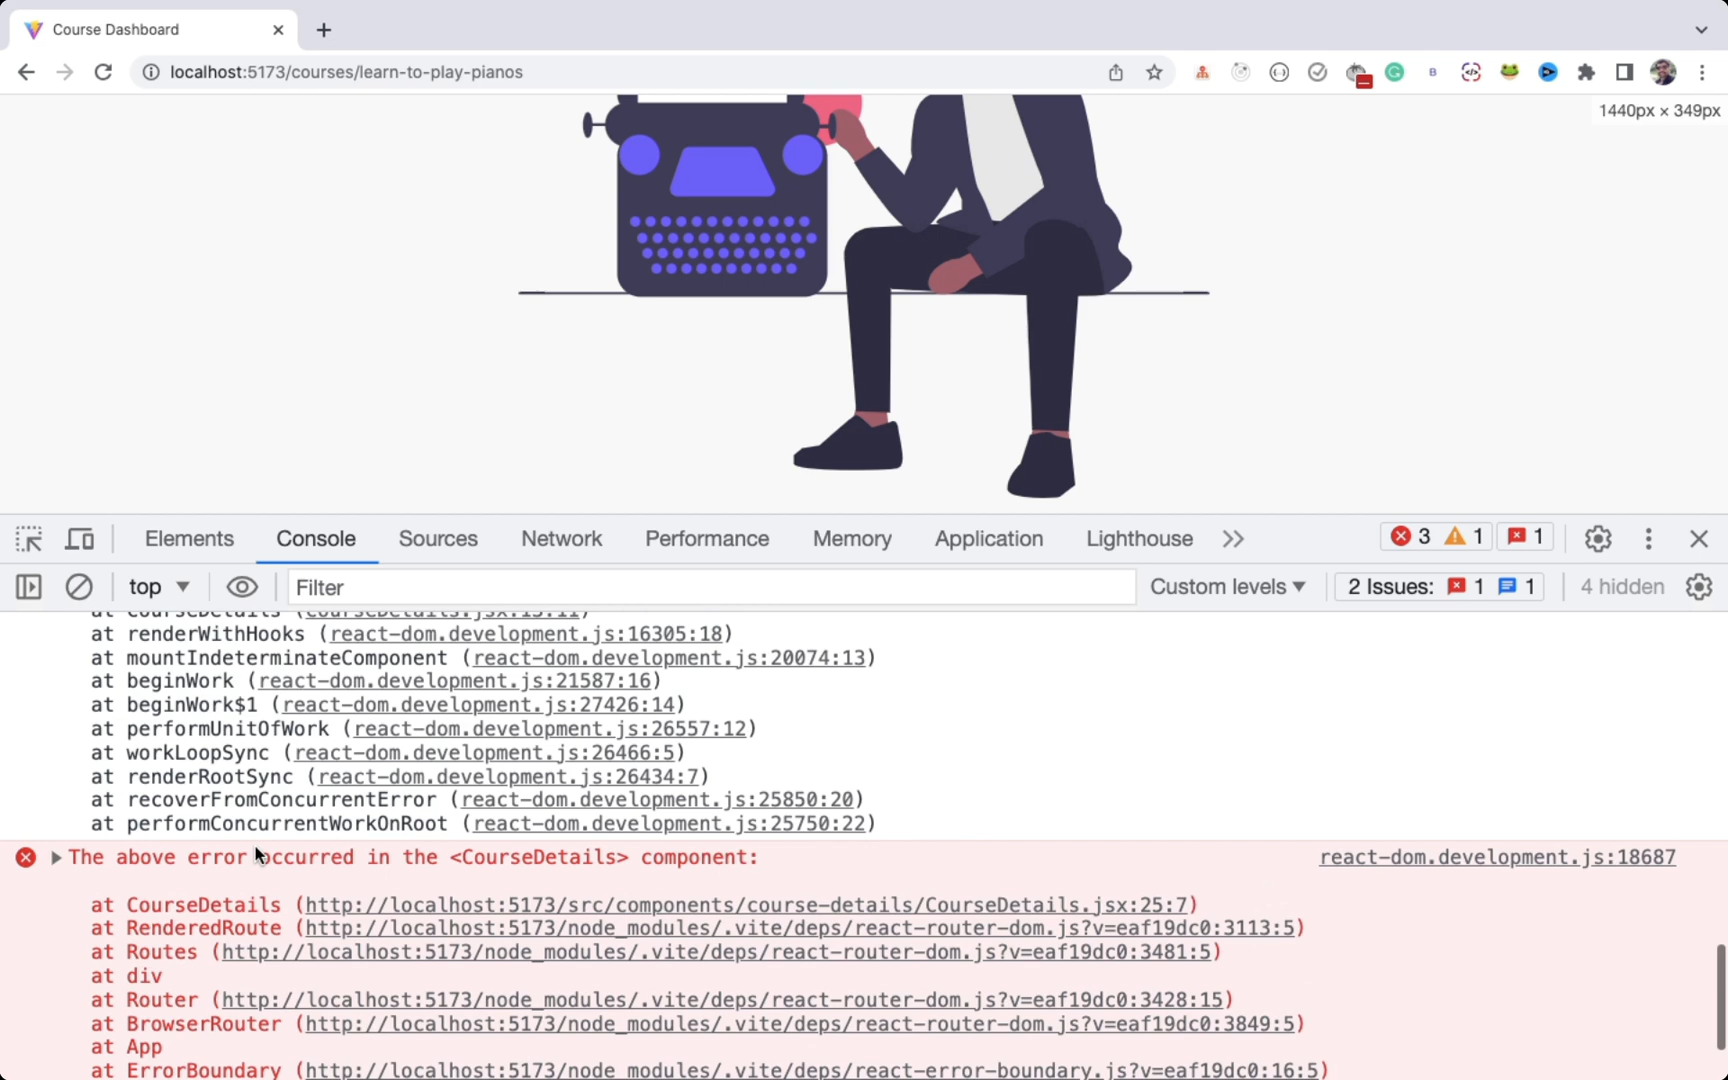 Course Dashboard
localhost:5173/courses/learn-to-play-pianos
1440px × 349px
Elements Console Sources Network Performance Memory Application Lighthouse 3 1 1
top Filter Custom levels 2 Issues: 1 1 4 hidden
at CourseDetails (CourseDetails.jsx:15:11)
at renderWithHooks (react-dom.development.js:16305:18)
at mountIndeterminateComponent (react-dom.development.js:20074:13)
at beginWork (react-dom.development.js:21587:16)
at beginWork$1 (react-dom.development.js:27426:14)
at performUnitOfWork (react-dom.development.js:26557:12)
at workLoopSync (react-dom.development.js:26466:5)
at renderRootSync (react-dom.development.js:26434:7)
at recoverFromConcurrentError (react-dom.development.js:25850:20)
at performConcurrentWorkOnRoot (react-dom.development.js:25750:22)
The above error occurred in the <CourseDetails> component: react-dom.development.js:18687
at CourseDetails (http://localhost:5173/src/components/course-details/CourseDetails.jsx:25:7)
at RenderedRoute (http://localhost:5173/node_modules/.vite/deps/react-router-dom.js?v=eaf19dc0:3113:5)
at Routes (http://localhost:5173/node_modules/.vite/deps/react-router-dom.js?v=eaf19dc0:3481:5)
at div
at Router (http://localhost:5173/node_modules/.vite/deps/react-router-dom.js?v=eaf19dc0:3428:15)
at BrowserRouter (http://localhost:5173/node_modules/.vite/deps/react-router-dom.js?v=eaf19dc0:3849:5)
at App
at ErrorBoundary (http://localhost:5173/node_modules/.vite/deps/react-error-boundary.js?v=eaf19dc0:16:5)